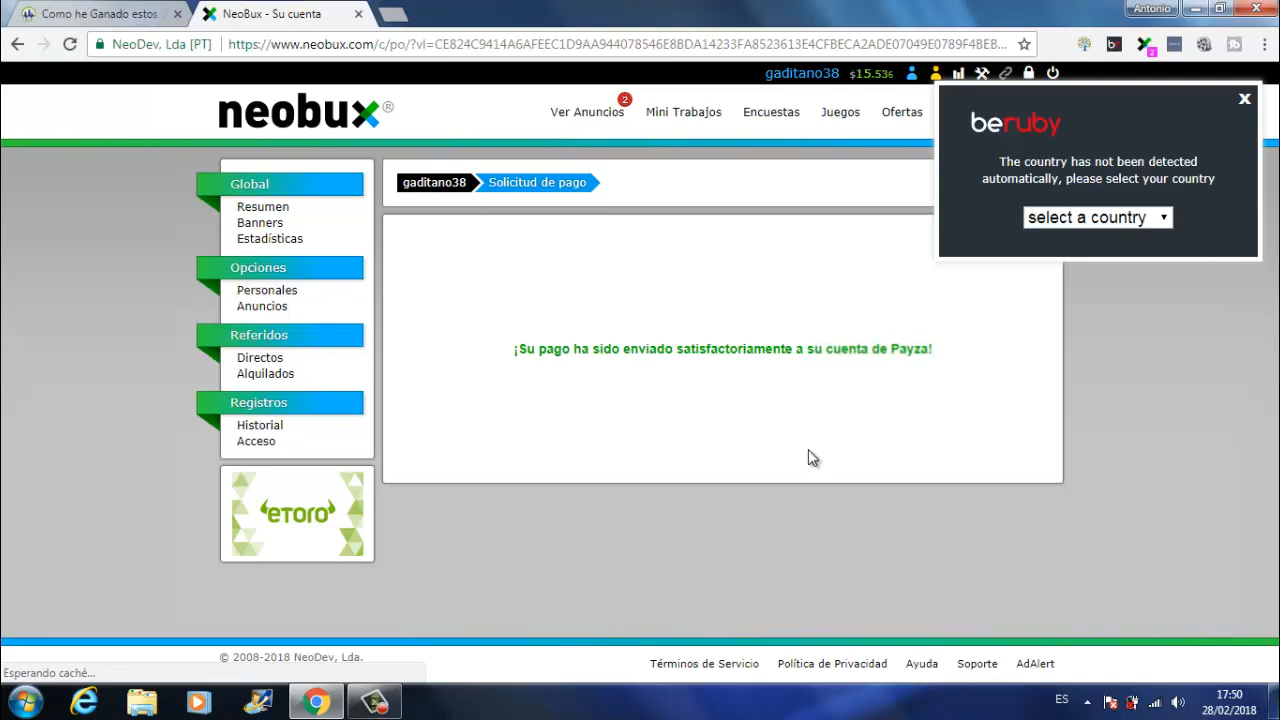 Como he Ganado estos
NeoBux - Su cuenta
Antonio
NeoDev, Lda [PT]
https://www.neobux.com/c/po/?vl=CE824C9414A6AFEEC1D9AA944078546E8BDA14233FA8523613E4CFBECA2ADE07049E0789F4BEB...
gaditano38 $15.536
neobux®
Ver Anuncios 2 Mini Trabajos Encuestas Juegos Ofertas
x
beruby
The country has not been detected
automatically, please select your country
select a country
Global
Resumen
Banners
Estadísticas
Opciones
Personales
Anuncios
Referidos
Directos
Alquilados
Registros
Historial
Acceso
etoro
gaditano38 Solicitud de pago
¡Su pago ha sido enviado satisfactoriamente a su cuenta de Payza!
© 2008-2018 NeoDev, Lda.
Términos de Servicio Política de Privacidad Ayuda Soporte AdAlert
Esperando caché...
ES
17:50
28/02/2018